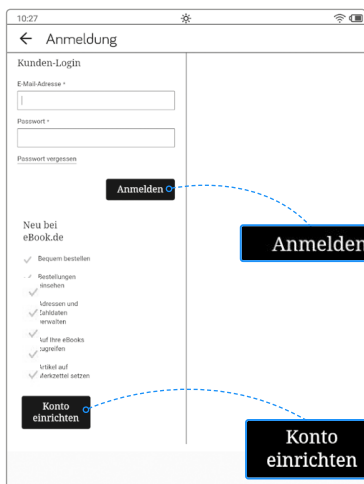 10:27
Anmeldung
Kunden-Login
E-Mail-Adresse *
Passwort *
Passwort vergessen
Anmelden
Anmelden
Neu bei
eBook.de
Bequem bestellen
Bestellungen
einsehen
Adressen und
Zahldaten
verwalten
Auf Ihre eBooks
zugreifen
Artikel auf
Merkzettel setzen
Konto
einrichten
Konto
einrichten